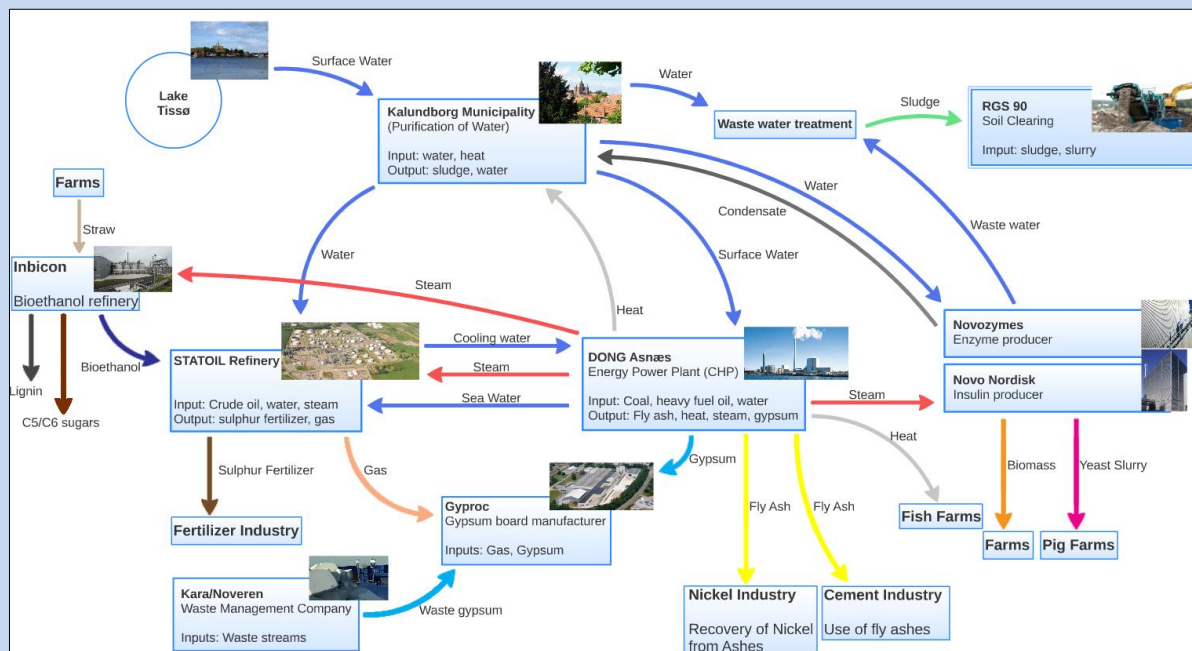 Surface Water
Water
Lake
Tissø
Kalundborg Municipality
(Purification of Water)
Input: water, heat
Output: sludge, water
Waste water treatment
Sludge
RGS 90
Soil Clearing
Imput: sludge, slurry
Farms
Straw
Water
Condensate
Waste water
Water
Surface Water
Inbicon
Bioethanol refinery
Steam
Heat
Lignin
C5/C6 sugars
Bioethanol
STATOIL Refinery
Input: Crude oil, water, steam
Output: sulphur fertilizer, gas
Cooling water
Steam
Sea Water
DONG Asnæs
Energy Power Plant (CHP)
Input: Coal, heavy fuel oil, water
Output: Fly ash, heat, steam, gypsum
Novozymes
Enzyme producer
Steam
Novo Nordisk
Insulin producer
Heat
Sulphur Fertilizer
Gas
Gypsum
Biomass
Yeast Slurry
Fertilizer Industry
Gyproc
Gypsum board manufacturer
Inputs: Gas, Gypsum
Fly Ash
Fly Ash
Fish Farms
Farms
Pig Farms
Kara/Noveren
Waste Management Company
Inputs: Waste streams
Waste gypsum
Nickel Industry
Recovery of Nickel
from Ashes
Cement Industry
Use of fly ashes